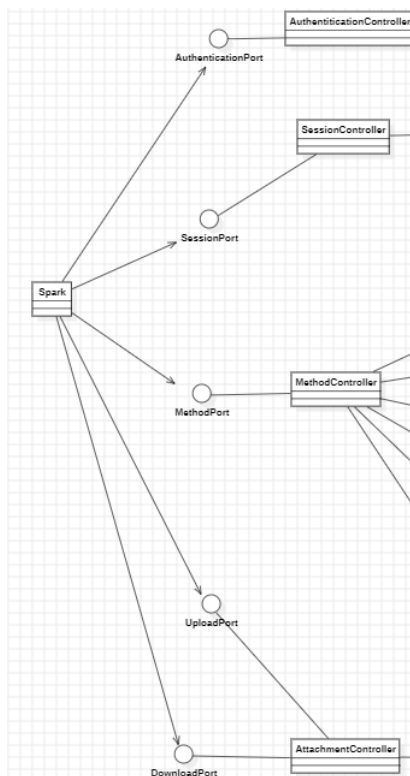 AuthentiticationController
AuthenticationPort
SessionController
SessionPort
Spark
MethodController
MethodPort
UploadPort
AttachmentController
DownloadPort